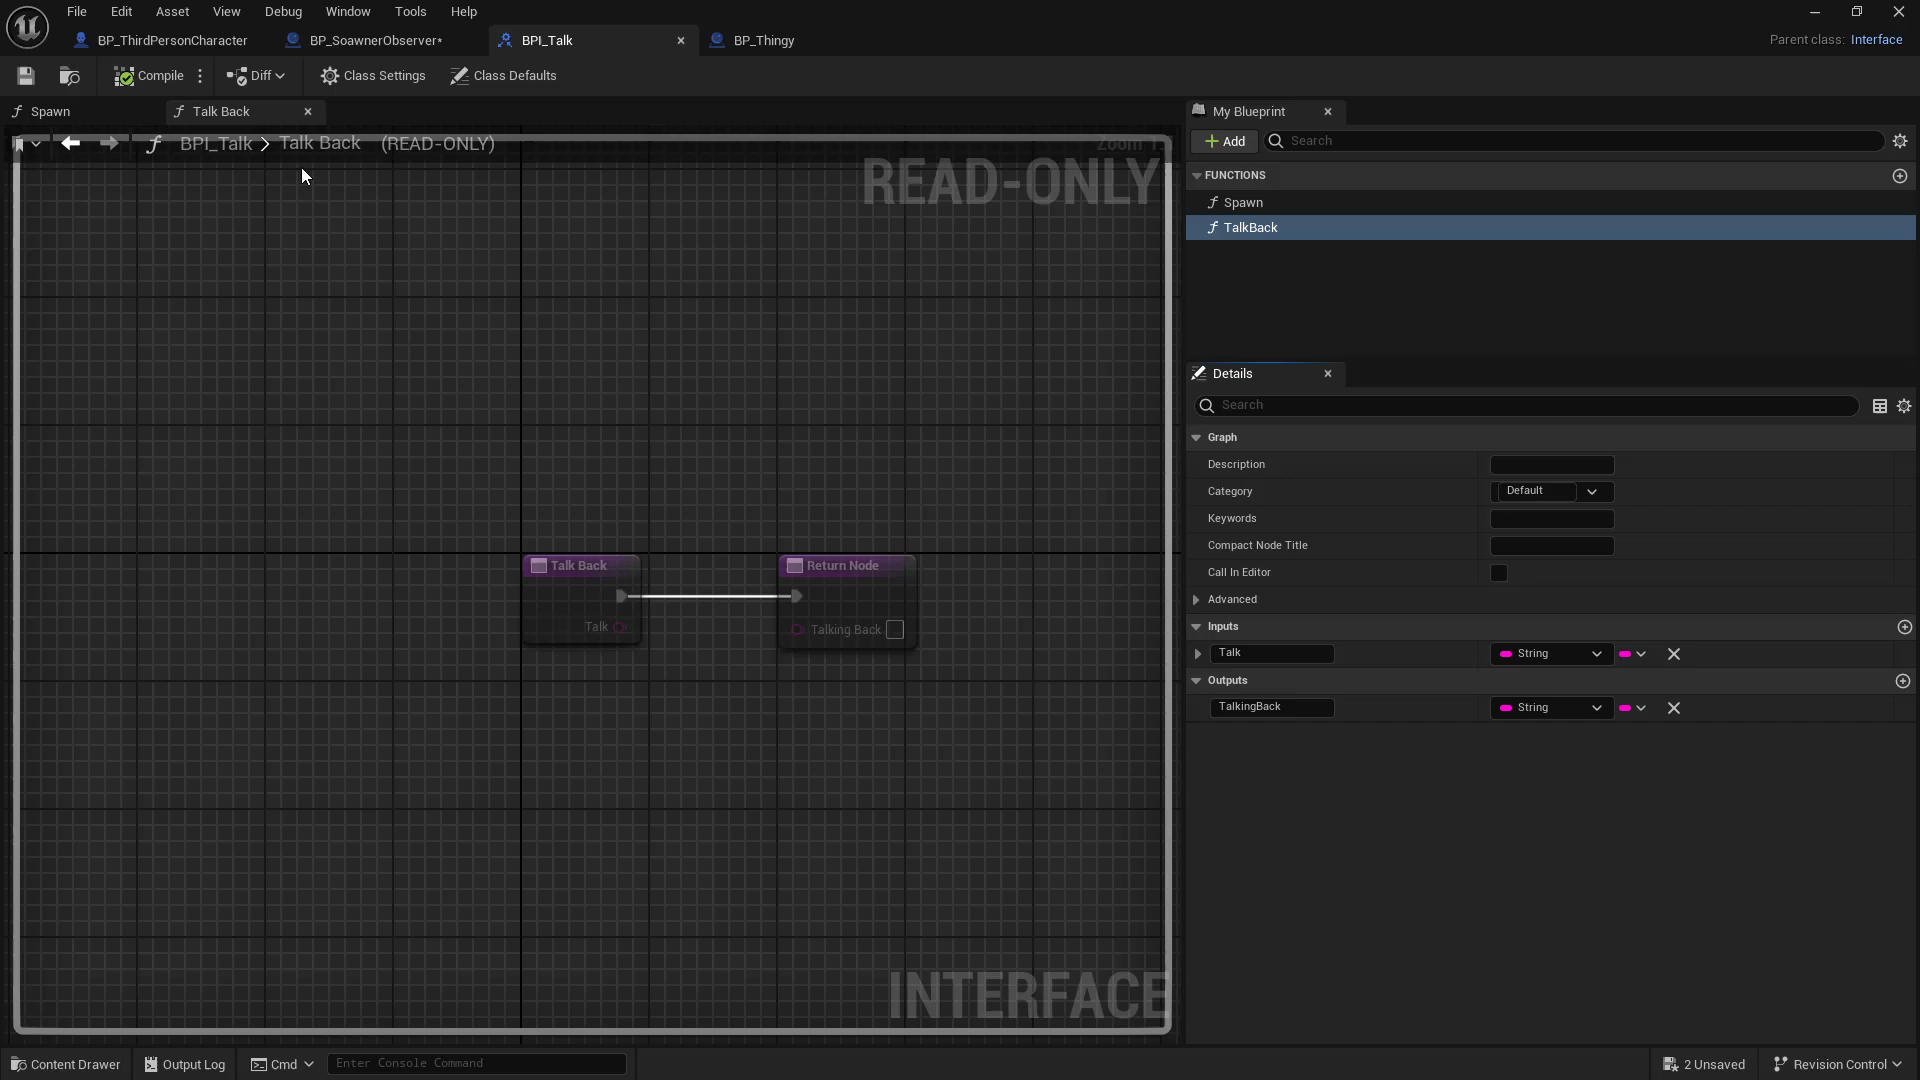 File Edit Asset View Debug Window Tools Help
BP_ThirdPersonCharacter BP_SoawnerObserver* BPI_Talk BP_Thingy Parent class: Interface
Compile Diff Class Settings Class Defaults
Spawn Talk Back My Blueprint
BPI_Talk > Talk Back (READ-ONLY)
READ-ONLY
Add Search
FUNCTIONS
Spawn
TalkBack
Details
Search
Graph
Description
Category Default
Keywords
Compact Node Title
Call In Editor
Advanced
Inputs
Talk String
Outputs
TalkingBack String
Talk Back Return Node
Talk Talking Back
INTERFACE
Content Drawer Output Log Cmd Enter Console Command 2 Unsaved Revision Control